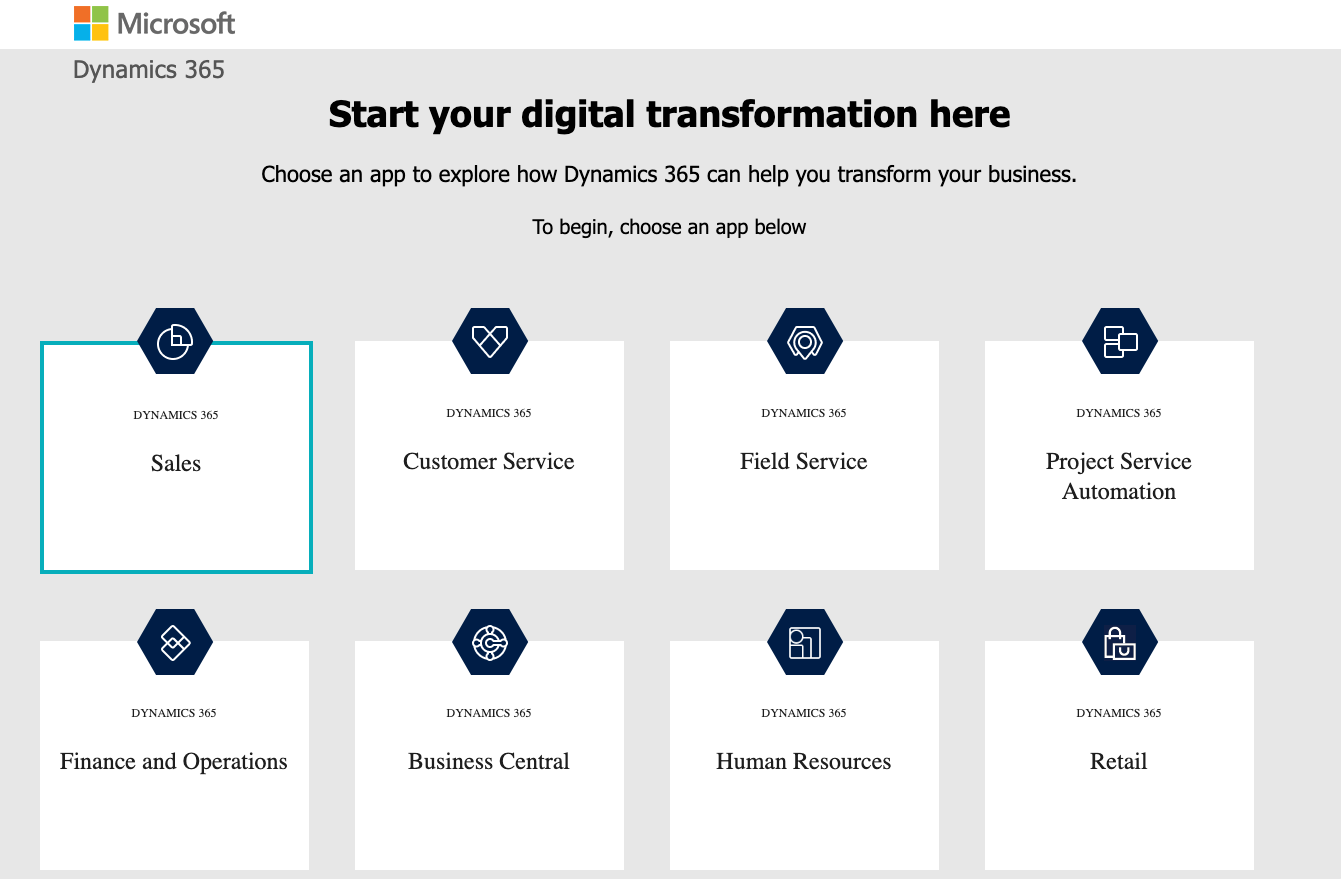 Microsoft
Dynamics 365
Start your digital transformation here
Choose an app to explore how Dynamics 365 can help you transform your business.
To begin, choose an app below
DYNAMICS 365
Sales
DYNAMICS 365
Customer Service
DYNAMICS 365
Field Service
DYNAMICS 365
Project Service
Automation
DYNAMICS 365
Finance and Operations
DYNAMICS 365
Business Central
DYNAMICS 365
Human Resources
DYNAMICS 365
Retail